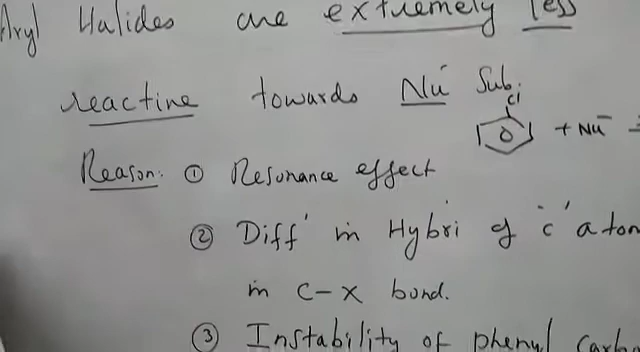 Aryl Halides are extremely less
reactive towards Nu⁻ Sub.
Cl
+ Nu⁻
Reason: ① Resonance effect
② Diff' in Hybri of 'c' atom
in C-X bond.
③ Instability of phenyl Carbo